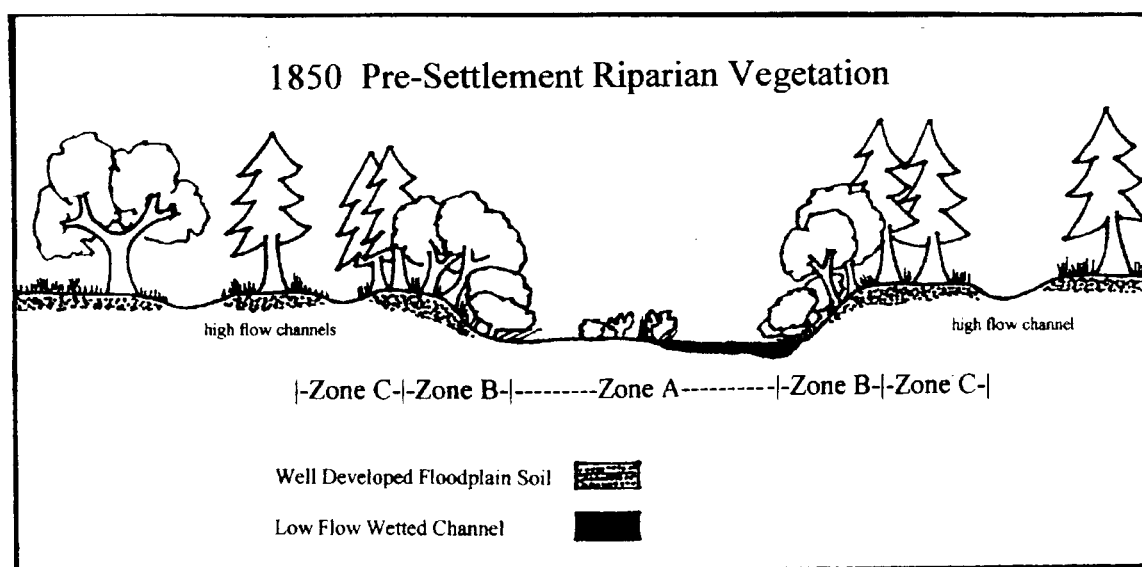 1850 Pre-Settlement Riparian Vegetation
high flow channels
high flow channel
|-Zone C-|-Zone B-|---------Zone A----------|-Zone B-|-Zone C-|
Well Developed Floodplain Soil
Low Flow Wetted Channel